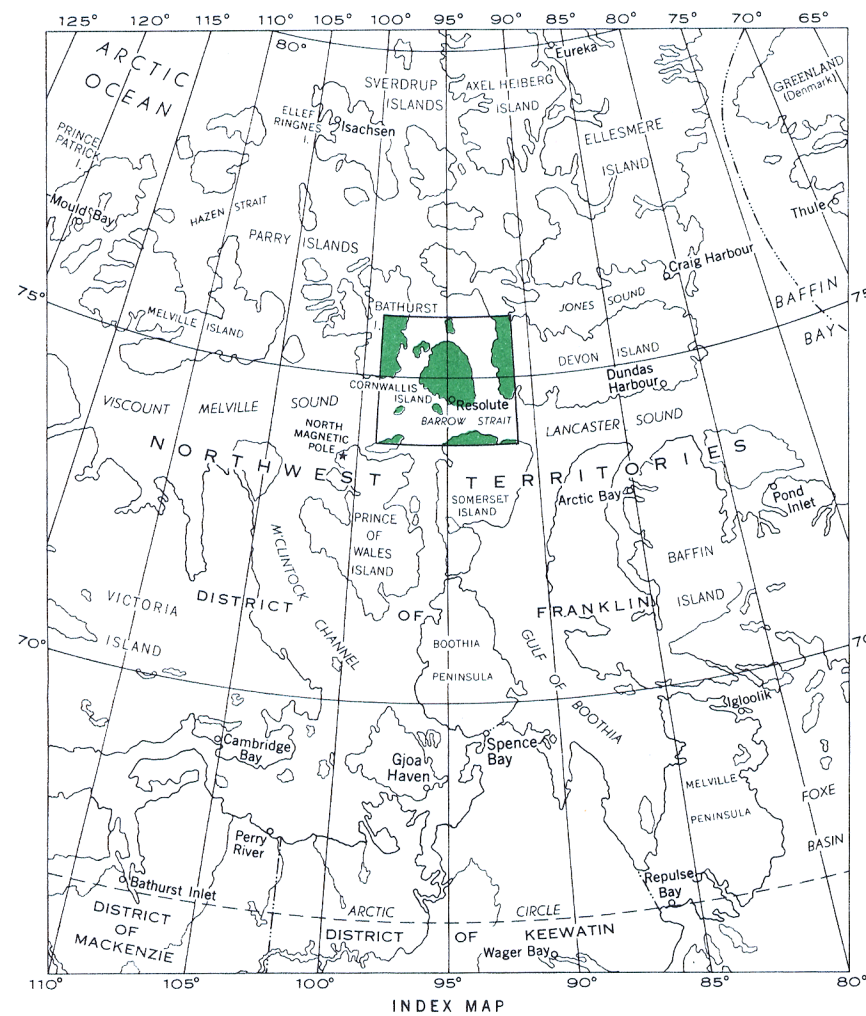 125° 120° 115° 110° 105° 100° 95° 90° 85° 80° 75° 70° 65°
80°
ARCTIC
OCEAN
Eureka
SVERDRUP
ISLANDS
AXEL HEIBERG
ISLAND
GREENLAND
(Denmark)
ELLEF
RINGNES
I.
Isachsen
ELLESMERE
ISLAND
PRINCE
PATRICK
I.
Mould Bay
HAZEN STRAIT
PARRY ISLANDS
Thule
Craig Harbour
75°
BATHURST
I.
JONES SOUND
BAFFIN
BAY
75
MELVILLE ISLAND
DEVON ISLAND
Dundas
Harbour
CORNWALLIS
ISLAND
Resolute
BARROW STRAIT
VISCOUNT MELVILLE SOUND
LANCASTER SOUND
NORTH
MAGNETIC
POLE
NORTHWEST TERRITORIES
SOMERSET
ISLAND
Arctic Bay
Pond
Inlet
PRINCE
OF
WALES
ISLAND
M'CLINTOCK
CHANNEL
BAFFIN
ISLAND
VICTORIA
ISLAND
DISTRICT OF FRANKLIN
70°
BOOTHIA
PENINSULA
GULF OF BOOTHIA
70
Igloolik
Cambridge
Bay
Gjoa
Haven
Spence
Bay
MELVILLE
PENINSULA
FOXE
BASIN
Perry
River
Repulse
Bay
Bathurst Inlet
ARCTIC CIRCLE
DISTRICT
OF
MACKENZIE
DISTRICT OF KEEWATIN
Wager Bay
110° 105° 100° 95° 90° 85° 80°
INDEX MAP